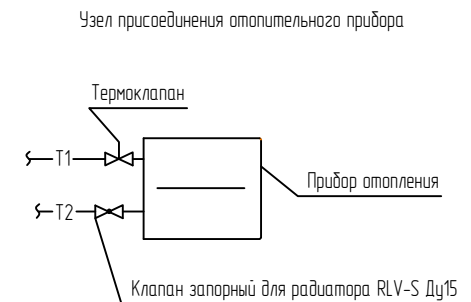 Узел присоединения отопительного прибора
Термоклапан
Т1
Прибор отопления
Т2
Клапан запорный для радиатора RLV-S Ду15